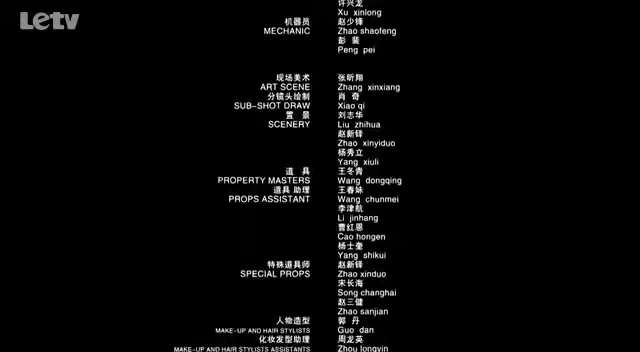 Letv
许兴龙
Xu xinlong
机器员 赵少锋
MECHANIC Zhao shaofeng
彭 裴
Peng pei
现场美术 张昕翔
ART SCENE Zhang xinxiang
分镜头绘制 肖 奇
SUB-SHOT DRAW Xiao qi
置 景 刘志华
SCENERY Liu zhihua
赵新铎
Zhao xinyiduo
杨秀立
Yang xiuli
道 具 王冬青
PROPERTY MASTERS Wang dongqing
道具 助理 王春妹
PROPS ASSISTANT Wang chunmei
李津航
Li jinhang
曹红恩
Cao hongen
杨士奎
Yang shikui
特殊道具师 赵新铎
SPECIAL PROPS Zhao xinduo
宋长海
Song changhai
赵三健
Zhao sanjian
人物造型 郭 丹
MAKE-UP AND HAIR STYLISTS Guo dan
化妆发型助理 周龙英
MAKE-UP AND HAIR STYLISTS ASSISTANTS Zhou longyin